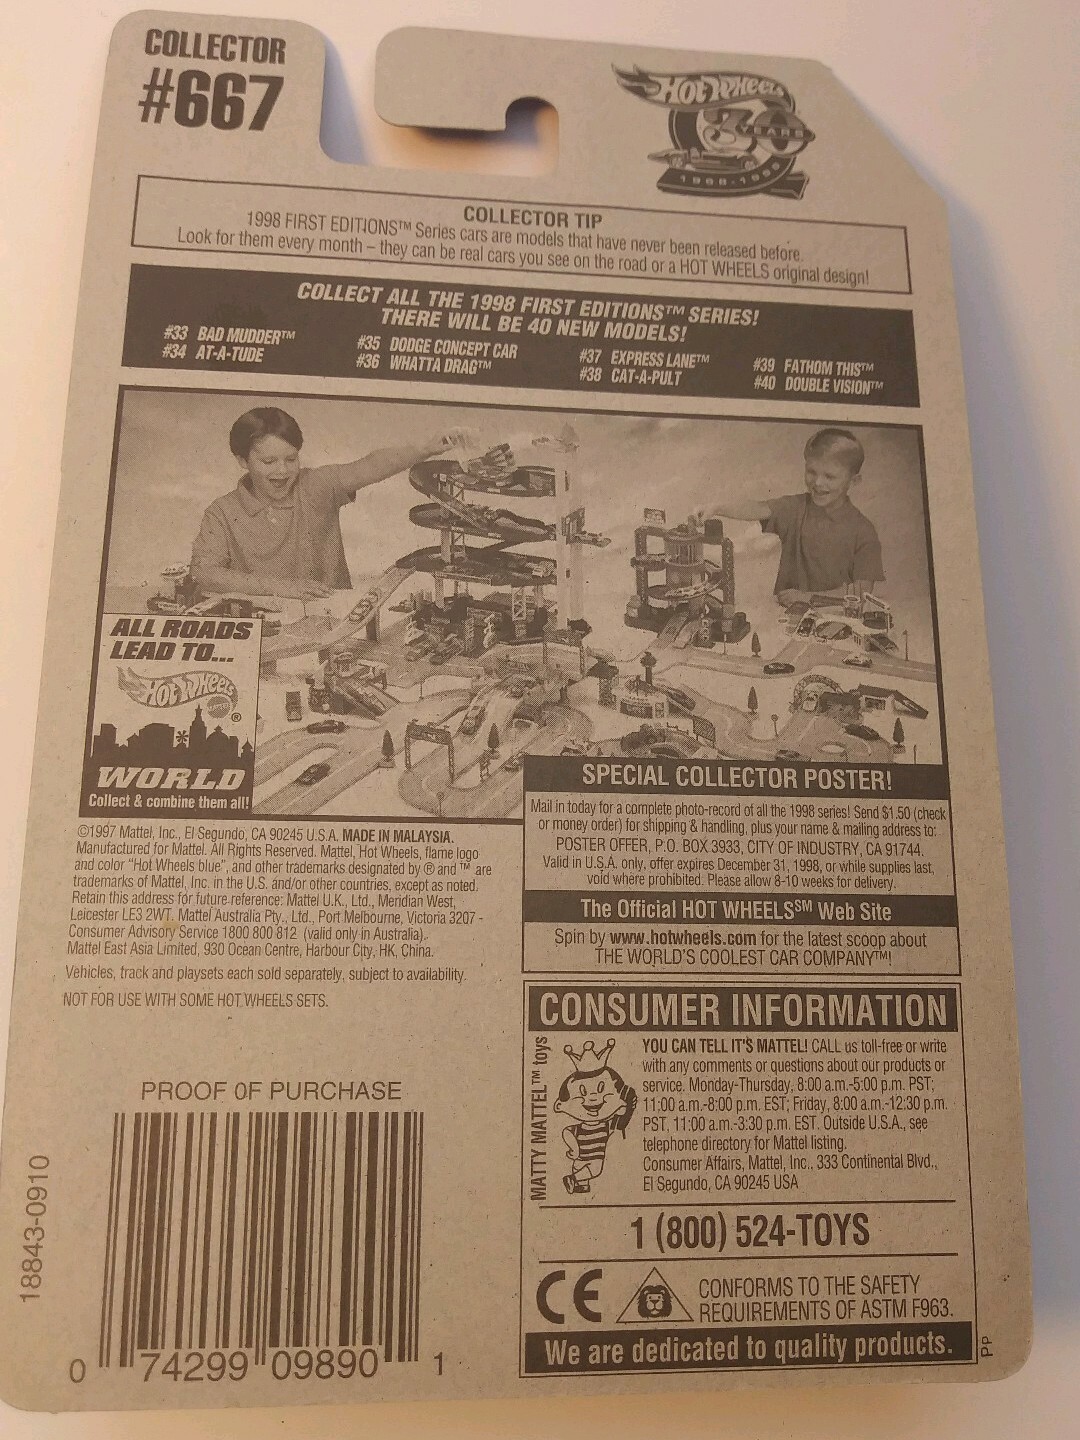 COLLECTOR
#667
HOT WHEELS
30
YEARS
1968-1998
COLLECTOR TIP
1998 FIRST EDITIONS™ Series cars are models that have never been released before.
Look for them every month – they can be real cars you see on the road or a HOT WHEELS original design!
COLLECT ALL THE 1998 FIRST EDITIONS™ SERIES!
THERE WILL BE 40 NEW MODELS!
#33 BAD MUDDER™
#34 AT-A-TUDE
#35 DODGE CONCEPT CAR
#36 WHATTA DRAG™
#37 EXPRESS LANE™
#38 CAT-A-PULT
#39 FATHOM THIS™
#40 DOUBLE VISION™
ALL ROADS
LEAD TO...
HOT WHEELS
®
WORLD
Collect & combine them all!
©1997 Mattel, Inc., El Segundo, CA 90245 U.S.A. MADE IN MALAYSIA.
Manufactured for Mattel. All Rights Reserved. Mattel, Hot Wheels, flame logo
and color "Hot Wheels blue", and other trademarks designated by ® and ™ are
trademarks of Mattel, Inc. in the U.S. and/or other countries, except as noted.
Retain this address for future reference: Mattel U.K., Ltd., Meridian West,
Leicester LE3 2WT. Mattel Australia Pty., Ltd., Port Melbourne, Victoria 3207 -
Consumer Advisory Service 1800 800 812 (valid only in Australia).
Mattel East Asia Limited, 930 Ocean Centre, Harbour City, HK, China.
Vehicles, track and playsets each sold separately, subject to availability.
NOT FOR USE WITH SOME HOT WHEELS SETS.
SPECIAL COLLECTOR POSTER!
Mail in today for a complete photo-record of all the 1998 series! Send $1.50 (check
or money order) for shipping & handling, plus your name & mailing address to:
POSTER OFFER, P.O. BOX 3933, CITY OF INDUSTRY, CA 91744.
Valid in U.S.A. only, offer expires December 31, 1998, or while supplies last,
void where prohibited. Please allow 8-10 weeks for delivery.
The Official HOT WHEELS℠ Web Site
Spin by www.hotwheels.com for the latest scoop about
THE WORLD'S COOLEST CAR COMPANY™!
CONSUMER INFORMATION
MATTY MATTEL™ toys
YOU CAN TELL IT'S MATTEL! CALL us toll-free or write
with any comments or questions about our products or
service. Monday-Thursday, 8:00 a.m.-5:00 p.m. PST;
11:00 a.m.-8:00 p.m. EST; Friday, 8:00 a.m.-12:30 p.m.
PST, 11:00 a.m.-3:30 p.m. EST. Outside U.S.A., see
telephone directory for Mattel listing.
Consumer Affairs, Mattel, Inc., 333 Continental Blvd.,
El Segundo, CA 90245 USA
1 (800) 524-TOYS
CE
CONFORMS TO THE SAFETY
REQUIREMENTS OF ASTM F963.
We are dedicated to quality products.
PP
PROOF OF PURCHASE
0 74299 09890 1
18843-0910